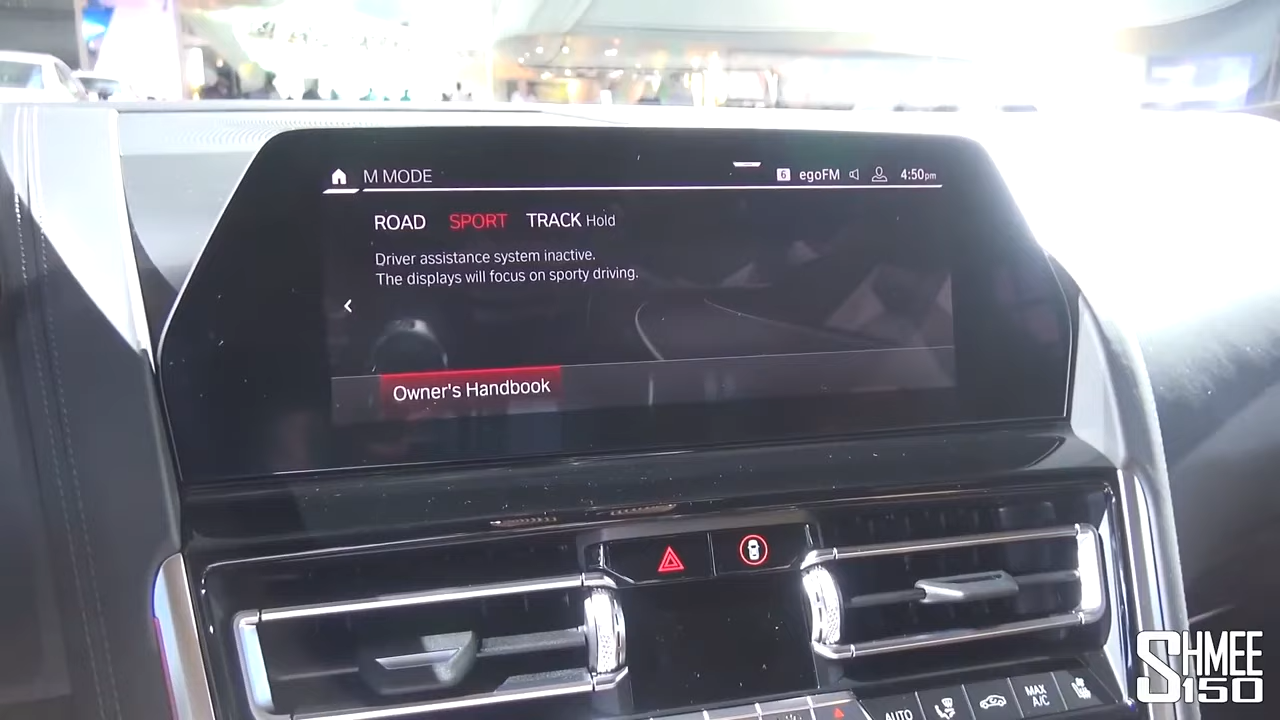 M MODE
6 egoFM 4:50pm
ROAD SPORT TRACK Hold
Driver assistance system inactive.
The displays will focus on sporty driving.
Owner's Handbook
AUTO
MAX
A/C
SHMEE
150